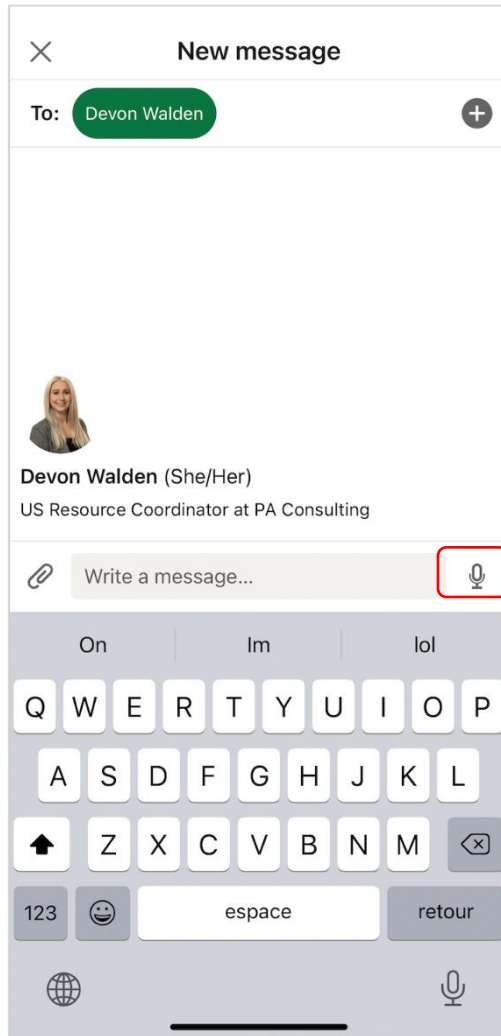 New message
To: Devon Walden
Devon Walden (She/Her)
US Resource Coordinator at PA Consulting
Write a message...
On Im lol
Q W E R T Y U I O P
A S D F G H J K L
Z X C V B N M
123 espace retour